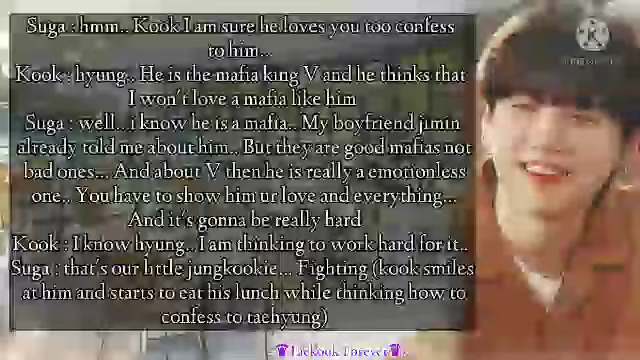 Suga : hmm.. Kook I am sure he loves you too confess
to him...
Kook : hyung.. He is the mafia king V and he thinks that
I won't love a mafia like him
Suga : well...i know he is a mafia.. My boyfriend jimin
already told me about him.. But they are good mafias not
bad ones... And about V then he is really a emotionless
one.. You have to show him ur love and everything...
And it's gonna be really hard
Kook : I know hyung.. I am thinking to work hard for it..
Suga : that's our little jungkookie... Fighting (kook smiles
at him and starts to eat his lunch while thinking how to
confess to taehyung)
♛Taekook Forever♛